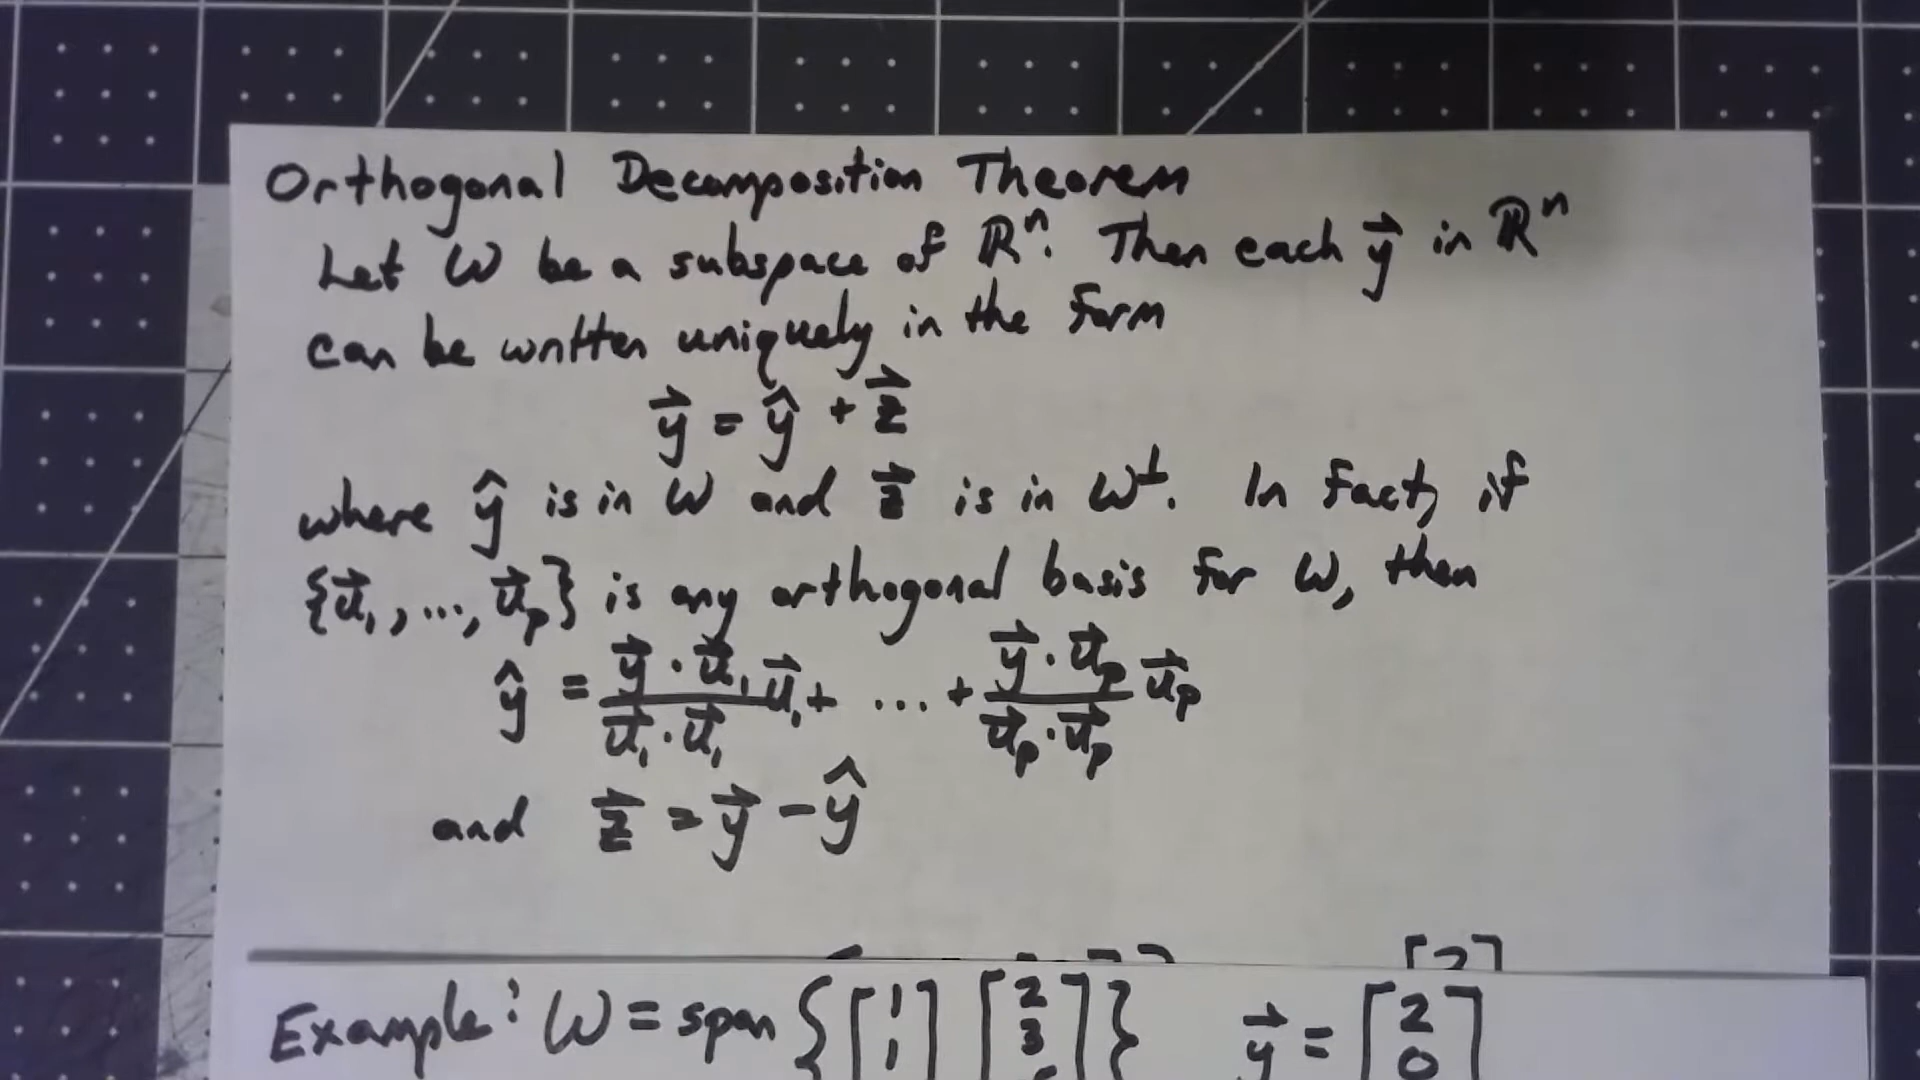 Orthogonal Decomposition Theorem
Let W be a subspace of ℝⁿ. Then each y⃗ in ℝⁿ
can be written uniquely in the form
y⃗ = ŷ + z⃗
where ŷ is in W and z⃗ is in W⊥. In fact, if
{u⃗₁, ..., u⃗ₚ} is any orthogonal basis for W, then
ŷ = (y⃗ · u⃗₁)/(u⃗₁ · u⃗₁) u⃗₁ + ... + (y⃗ · u⃗ₚ)/(u⃗ₚ · u⃗ₚ) u⃗ₚ
and z⃗ = y⃗ - ŷ
Example: W = span {[1 1] [2 3]} y⃗ = [2 0]